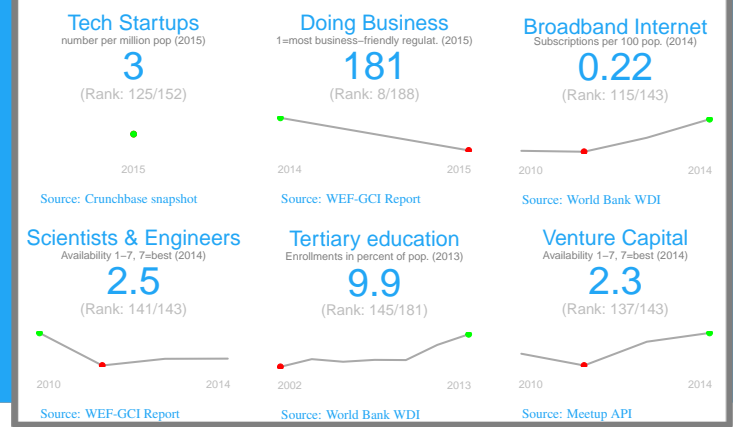 Tech Startups
number per million pop (2015)
3
(Rank: 125/152)
2015
Source: Crunchbase snapshot
Doing Business
1=most business−friendly regulat. (2015)
181
(Rank: 8/188)
2014 2015
Source: WEF-GCI Report
Broadband Internet
Subscriptions per 100 pop. (2014)
0.22
(Rank: 115/143)
2010 2014
Source: World Bank WDI
Scientists & Engineers
Availability 1−7, 7=best (2014)
2.5
(Rank: 141/143)
2010 2014
Source: WEF-GCI Report
Tertiary education
Enrollments in percent of pop. (2013)
9.9
(Rank: 145/181)
2002 2013
Source: World Bank WDI
Venture Capital
Availability 1−7, 7=best (2014)
2.3
(Rank: 137/143)
2010 2014
Source: Meetup API